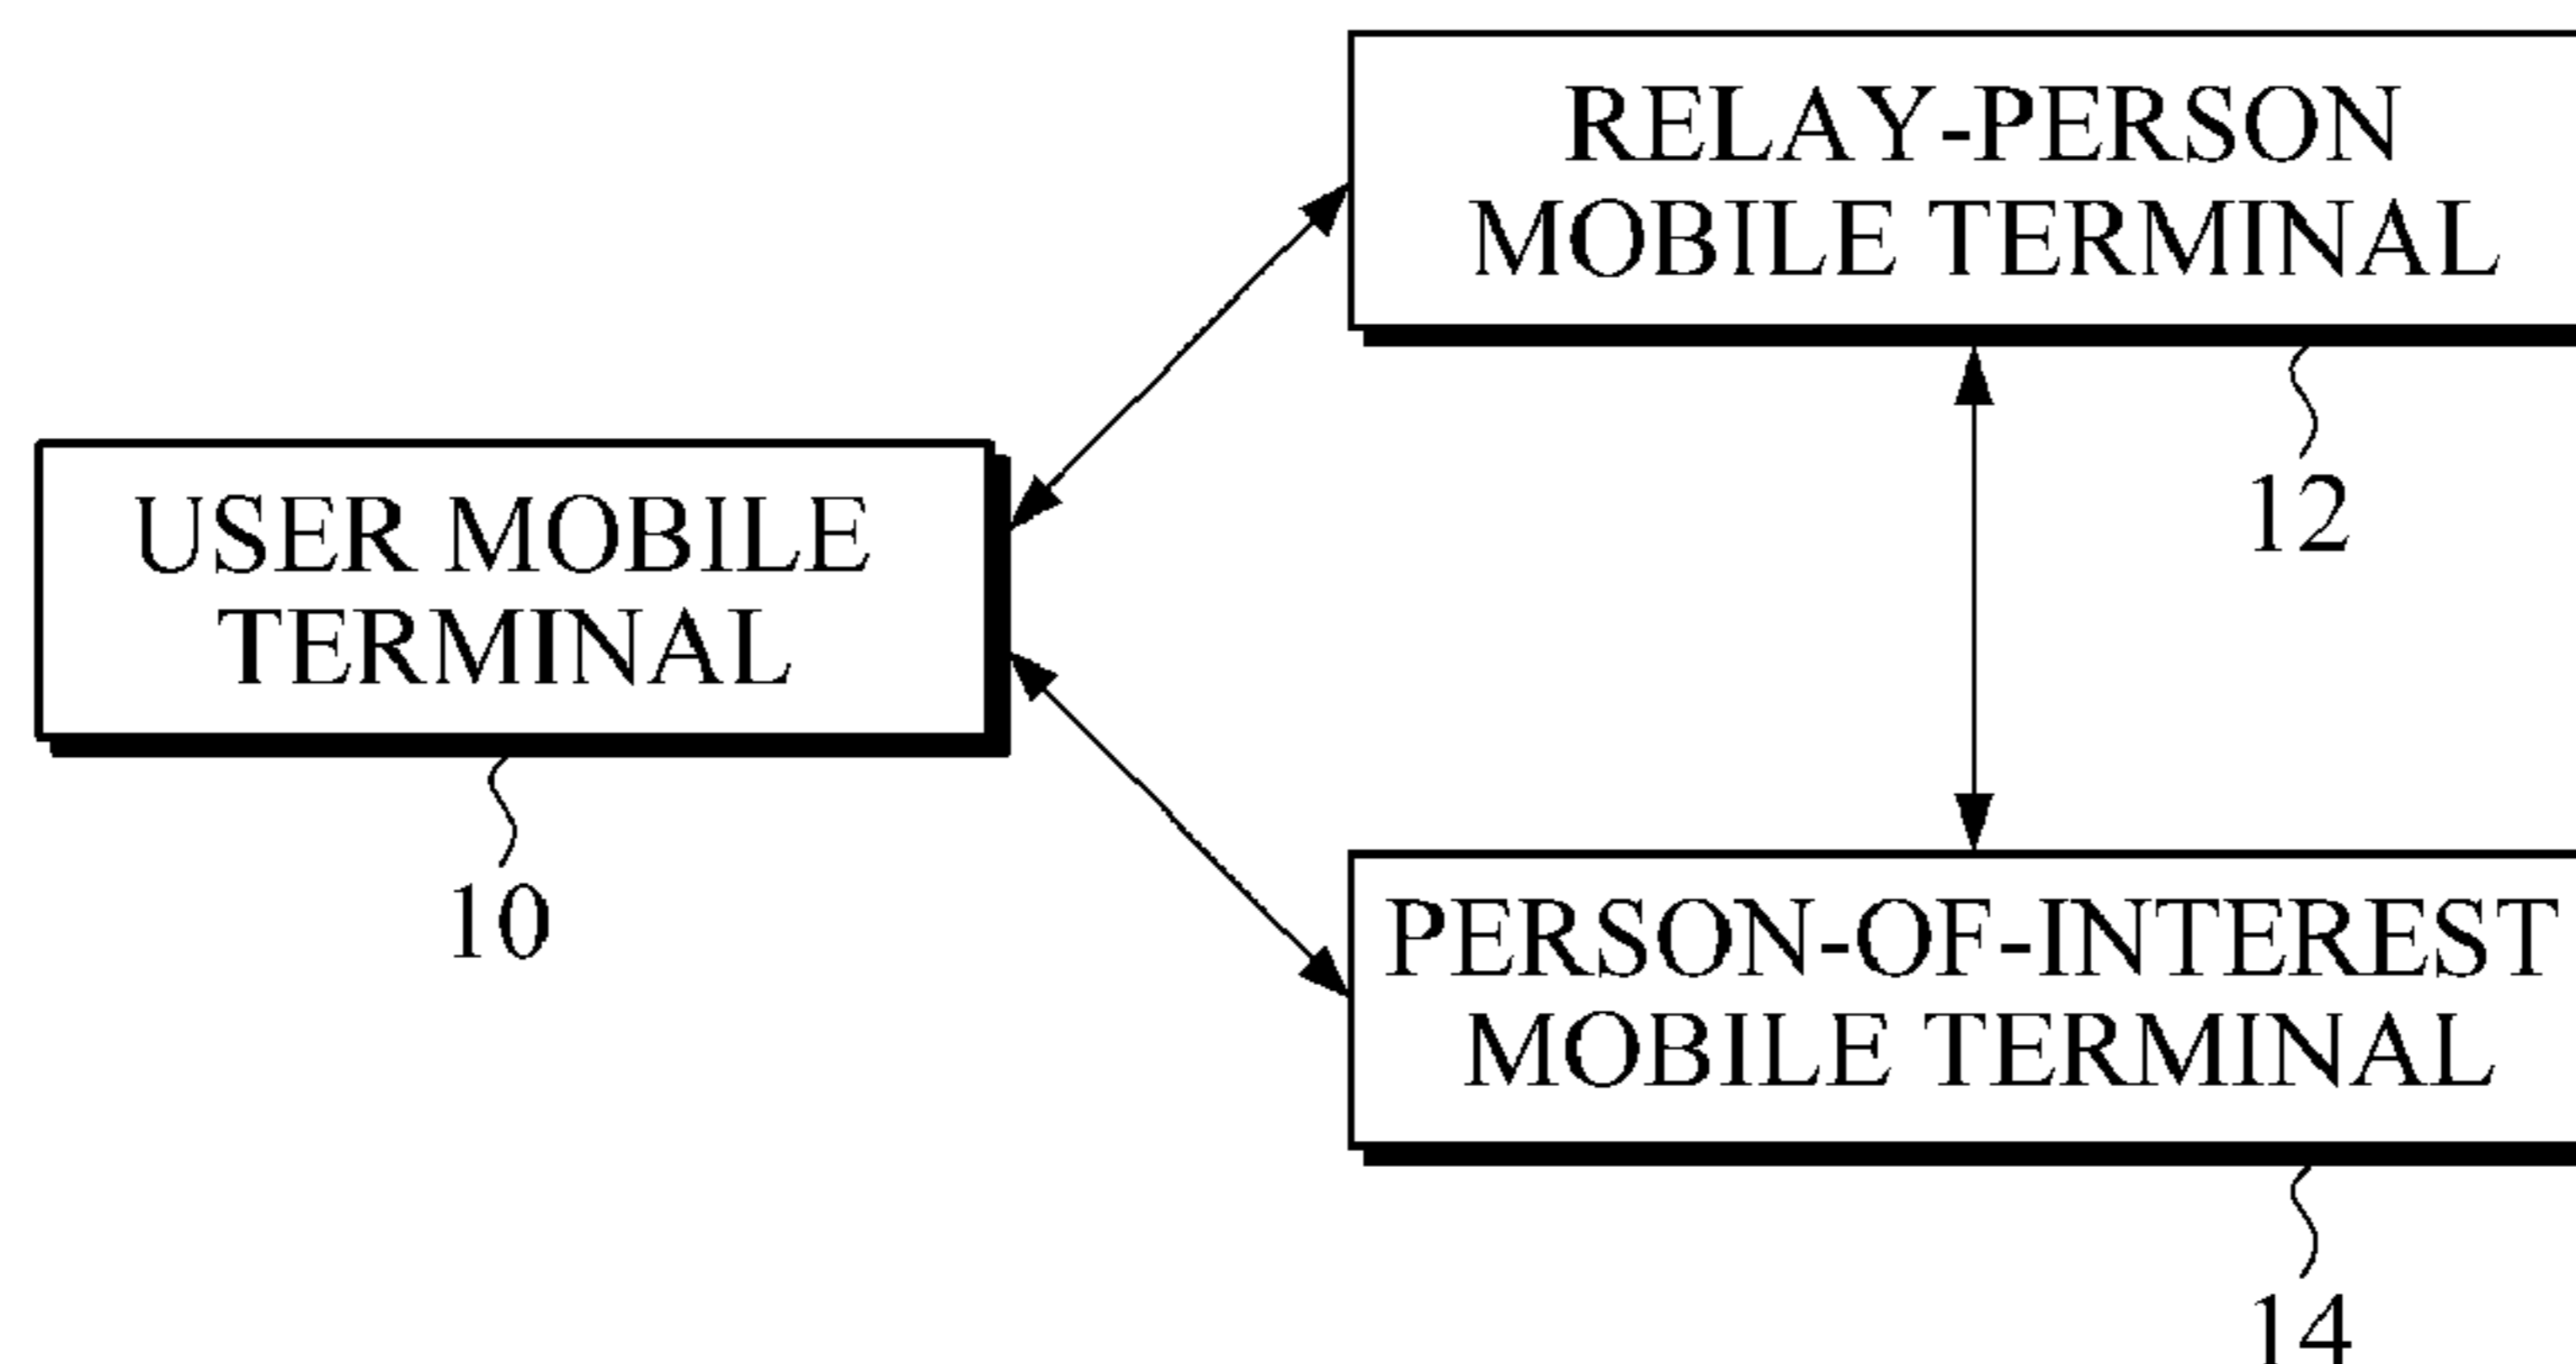 RELAY-PERSON
MOBILE TERMINAL
12
USER MOBILE
TERMINAL
10
PERSON-OF-INTEREST
MOBILE TERMINAL
14